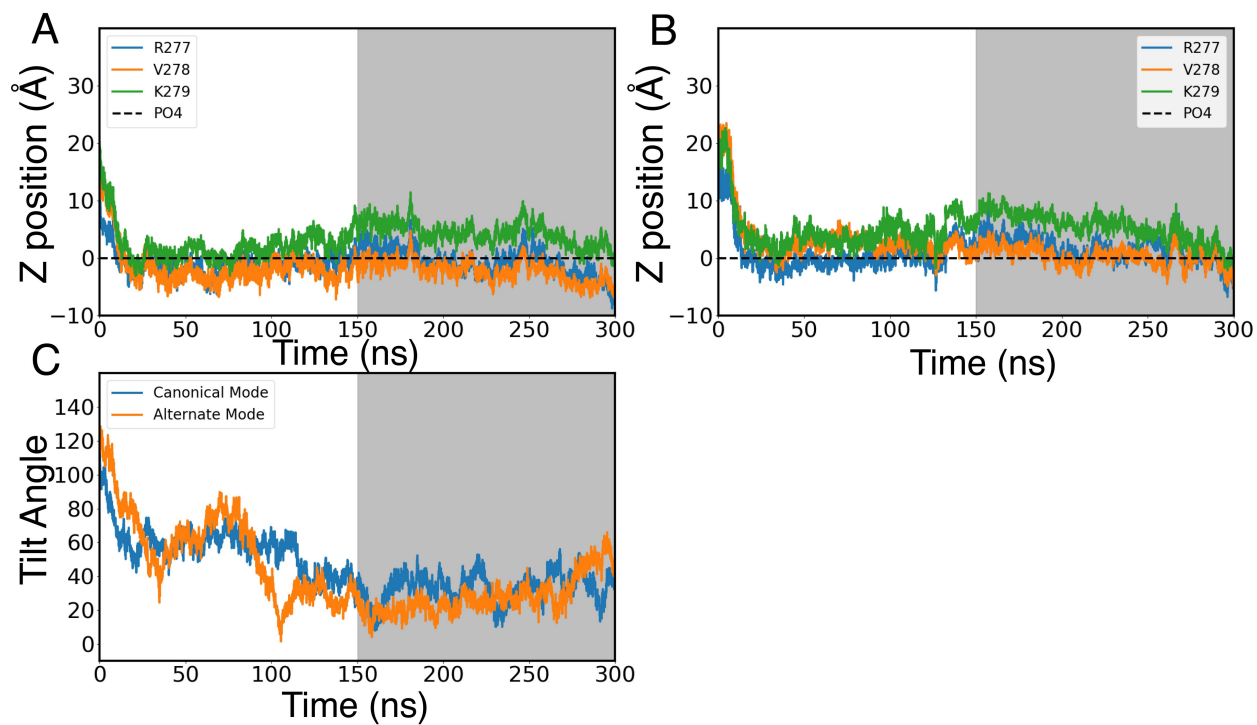 A
Z position (Å)
R277
V278
K279
PO4
30
20
10
0
−10
0
50
100
150
200
250
300
Time (ns)
B
Z position (Å)
R277
V278
K279
PO4
30
20
10
0
−10
0
50
100
150
200
250
300
Time (ns)
C
Tilt Angle
Canonical Mode
Alternate Mode
140
120
100
80
60
40
20
0
0
50
100
150
200
250
300
Time (ns)